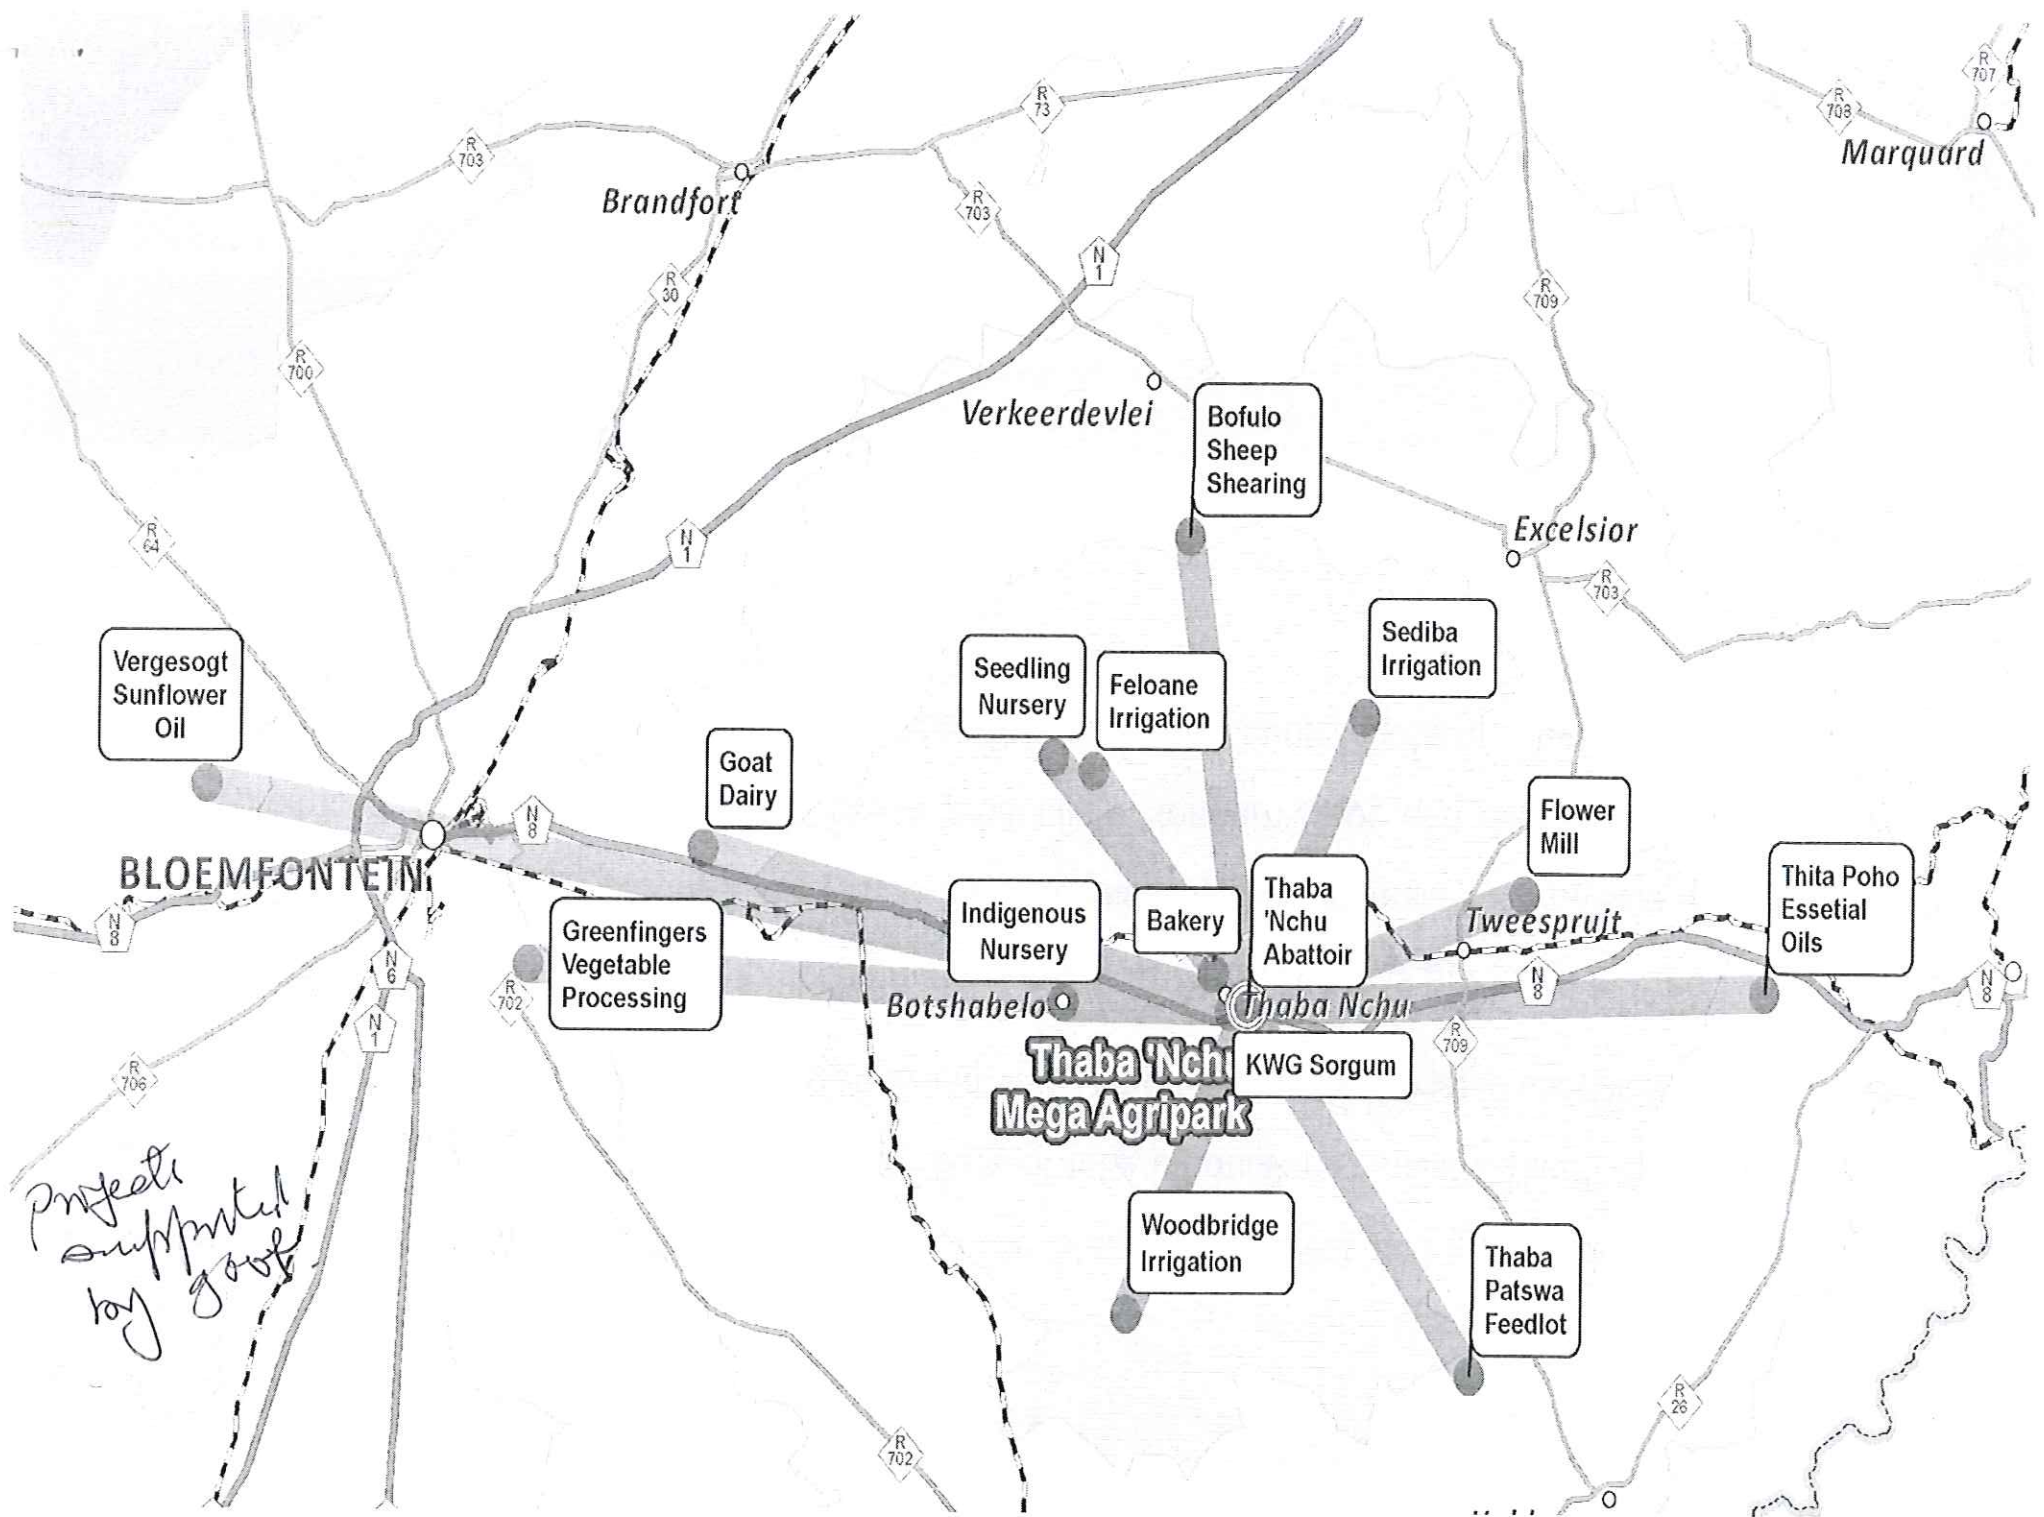 R
707
R
73
R
708
Marquard
R
703
Brandfort
R
703
N
1
R
30
R
709
R
700
Verkeerdevlei
Bofulo
Sheep
Shearing
R
64
N
1
Excelsior
R
703
Vergesogt
Sunflower
Oil
Seedling
Nursery
Feloane
Irrigation
Sediba
Irrigation
Goat
Dairy
N
8
Flower
Mill
BLOEMFONTEIN
N
8
Greenfingers
Vegetable
Processing
Indigenous
Nursery
Bakery
Thaba
'Nchu
Abattoir
Tweespruit
Thita Poho
Essetial
Oils
N
6
R
702
Botshabelo
Thaba Nchu
N
8
N
8
N
1
R
709
Thaba 'Nchu
Mega Agripark
KWG Sorgum
R
706
projects
supported
by goof
Woodbridge
Irrigation
Thaba
Patswa
Feedlot
R
26
R
702